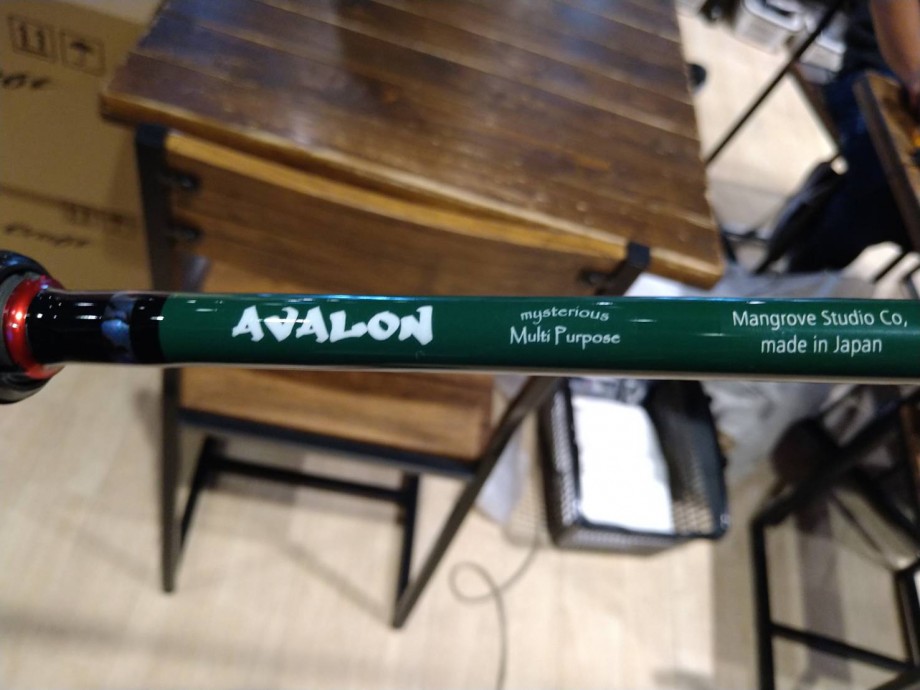 AVALON
mysterious
Multi Purpose
Mangrove Studio Co,
made in Japan